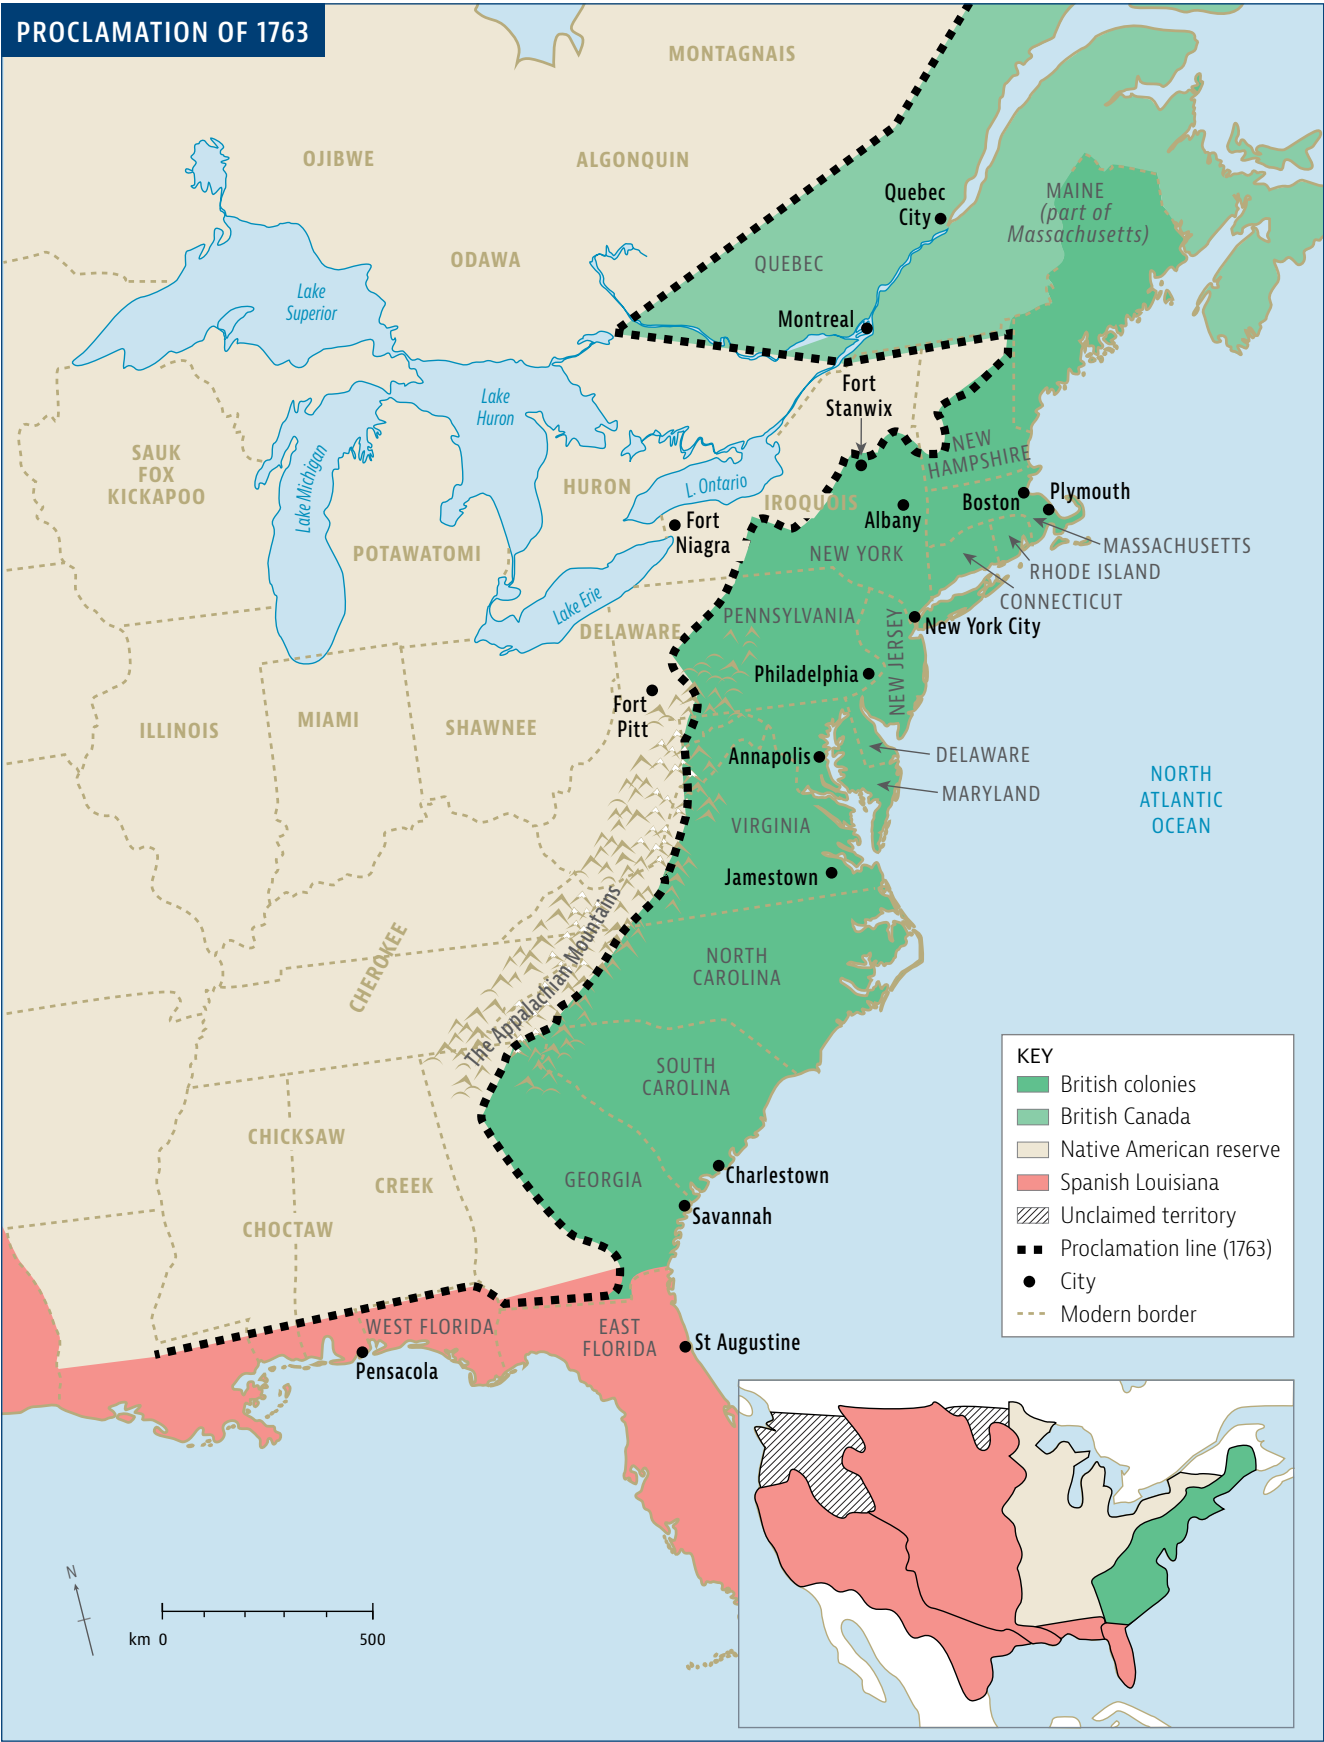 PROCLAMATION OF 1763
MONTAGNAIS
OJIBWE
ALGONQUIN
Quebec
City
MAINE
(part of
Massachusetts)
ODAWA
QUEBEC
Lake
Superior
Montreal
Fort
Stanwix
Lake
Huron
SAUK
FOX
KICKAPOO
Lake Michigan
HURON
L. Ontario
IROQUOIS
NEW
HAMPSHIRE
Boston
Plymouth
Albany
Fort
Niagra
POTAWATOMI
NEW YORK
MASSACHUSETTS
RHODE ISLAND
CONNECTICUT
Lake Erie
DELAWARE
PENNSYLVANIA
NEW JERSEY
New York City
Philadelphia
Fort
Pitt
ILLINOIS
MIAMI
SHAWNEE
Annapolis
DELAWARE
MARYLAND
NORTH
ATLANTIC
OCEAN
VIRGINIA
Jamestown
The Appalachian Mountains
CHEROKEE
NORTH
CAROLINA
SOUTH
CAROLINA
CHICKSAW
CREEK
CHOCTAW
GEORGIA
Charlestown
Savannah
WEST FLORIDA
EAST
FLORIDA
St Augustine
Pensacola
KEY
British colonies
British Canada
Native American reserve
Spanish Louisiana
Unclaimed territory
Proclamation line (1763)
City
Modern border
N
km 0 500